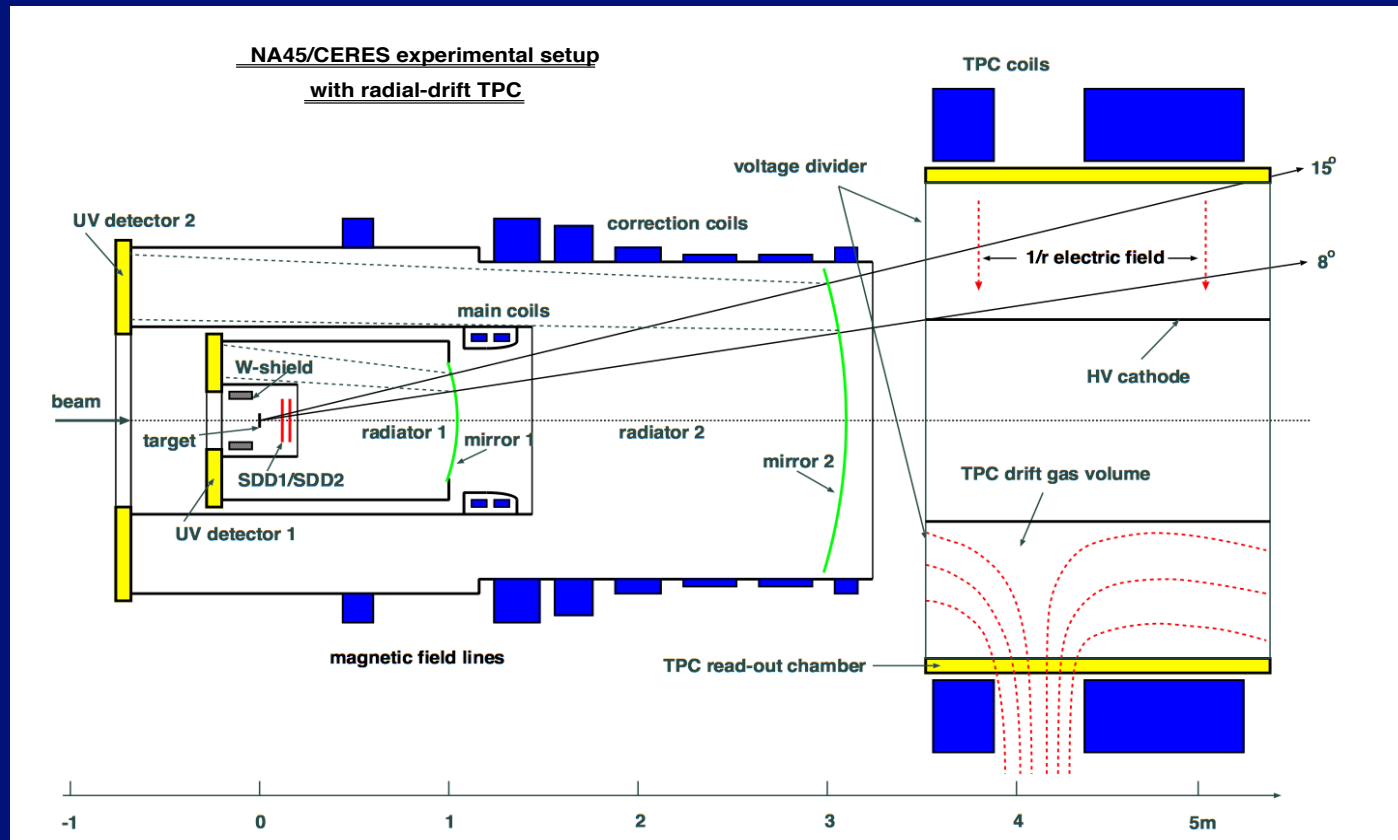 NA45/CERES experimental setup
with radial-drift TPC
TPC coils
voltage divider
15°
UV detector 2
correction coils
1/r electric field
8°
main coils
W-shield
HV cathode
beam
target
radiator 1
mirror 1
radiator 2
mirror 2
SDD1/SDD2
TPC drift gas volume
UV detector 1
magnetic field lines
TPC read-out chamber
-1 0 1 2 3 4 5m